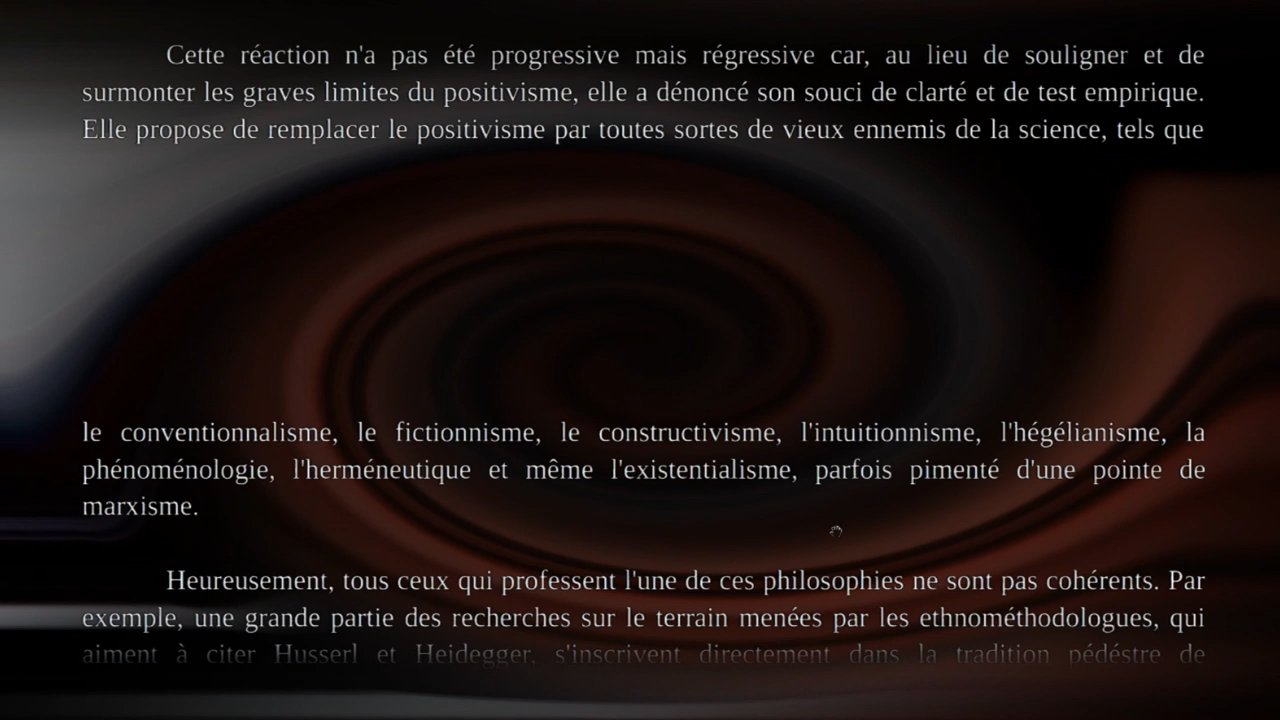 Cette réaction n'a pas été progressive mais régressive car, au lieu de souligner et de
surmonter les graves limites du positivisme, elle a dénoncé son souci de clarté et de test empirique.
Elle propose de remplacer le positivisme par toutes sortes de vieux ennemis de la science, tels que
le conventionnalisme, le fictionnisme, le constructivisme, l'intuitionnisme, l'hégélianisme, la
phénoménologie, l'herméneutique et même l'existentialisme, parfois pimenté d'une pointe de
marxisme.
Heureusement, tous ceux qui professent l'une de ces philosophies ne sont pas cohérents. Par
exemple, une grande partie des recherches sur le terrain menées par les ethnométhodologues, qui
aiment à citer Husserl et Heidegger, s'inscrivent directement dans la tradition pédéstre de